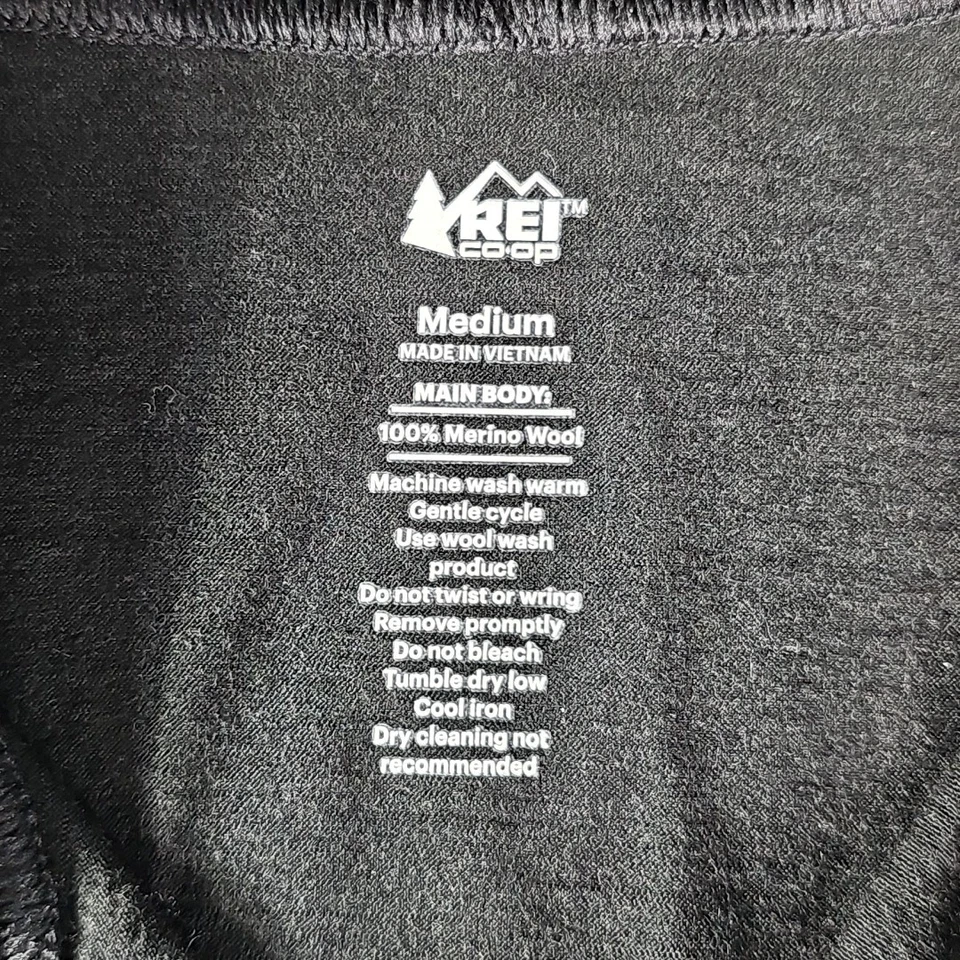 REI™
co·op
Medium
MADE IN VIETNAM
MAIN BODY:
100% Merino Wool
Machine wash warm
Gentle cycle
Use wool wash
product
Do not twist or wring
Remove promptly
Do not bleach
Tumble dry low
Cool iron
Dry cleaning not
recommended